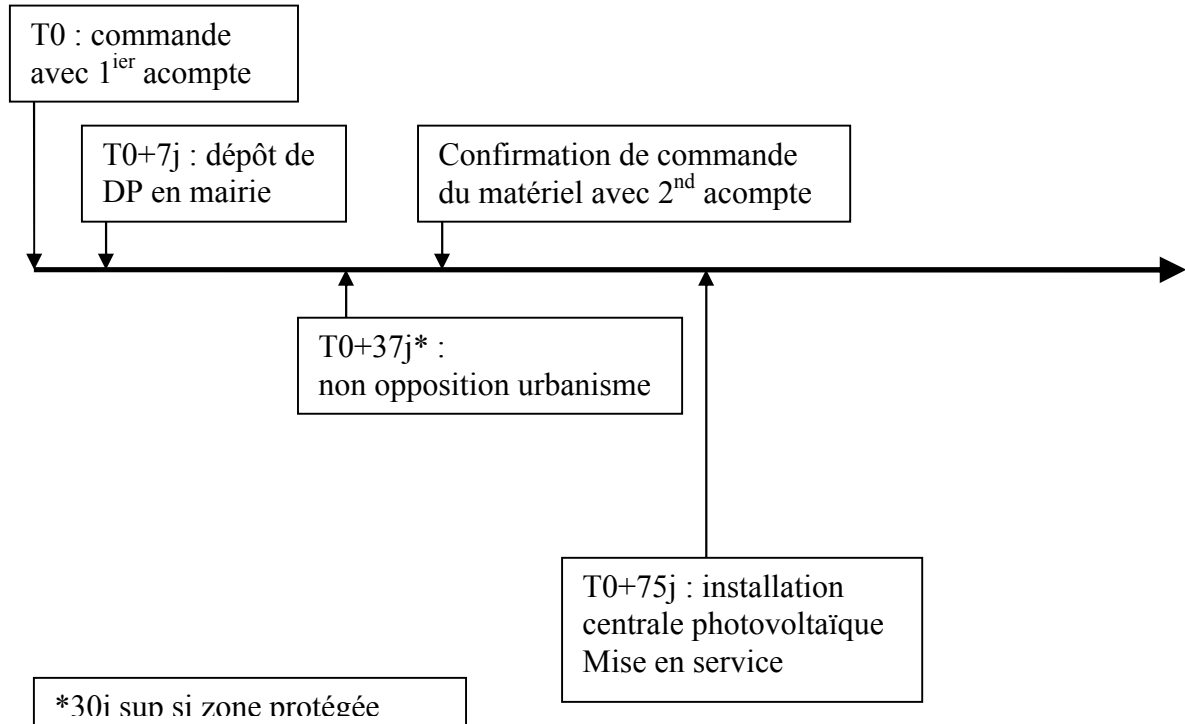 T0 : commande
avec 1ier acompte
T0+7j : dépôt de
DP en mairie
Confirmation de commande
du matériel avec 2nd acompte
T0+37j* :
non opposition urbanisme
T0+75j : installation
centrale photovoltaïque
Mise en service
*30j sup si zone protégée